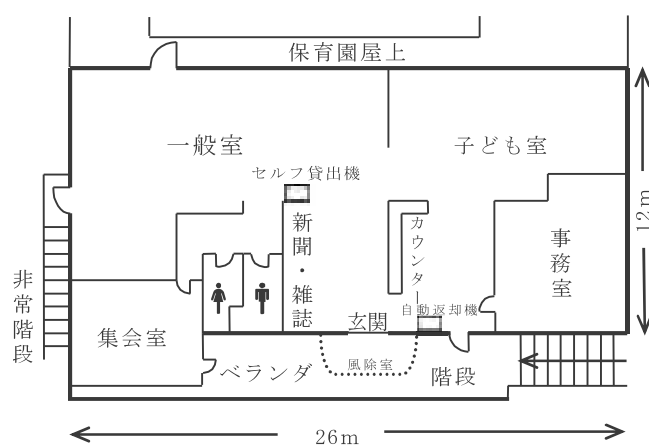 保育園屋上
一般室
子ども室
セルフ貸出機
新聞・雑誌
カウンター
事務室
12m
非常階段
自動返却機
玄関
集会室
風除室
ベランダ
階段
26m